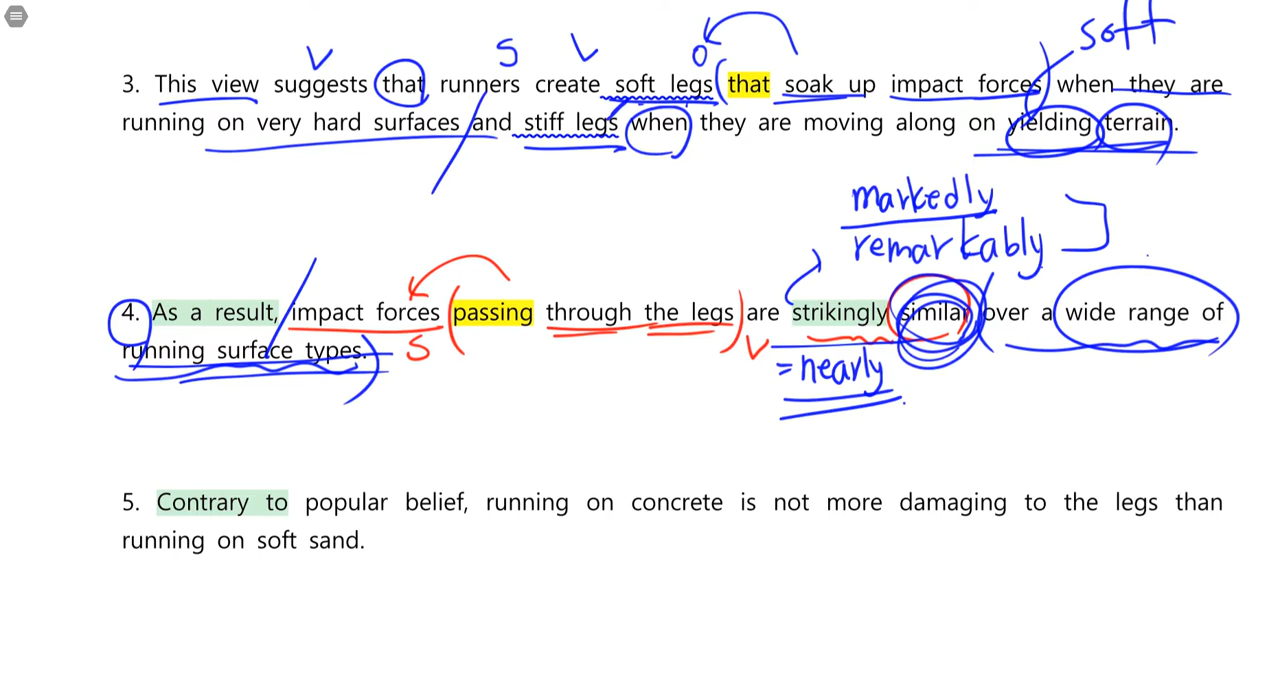 soft
V S V O
3. This view suggests that runners create soft legs (that soak up impact forces) when they are
running on very hard surfaces / and stiff legs (when) they are moving along on yielding terrain.
markedly
remarkably
4. As a result, / impact forces (passing through the legs) are strikingly similar (over a wide range of
running surface types.)
S V
= nearly
5. Contrary to popular belief, running on concrete is not more damaging to the legs than
running on soft sand.